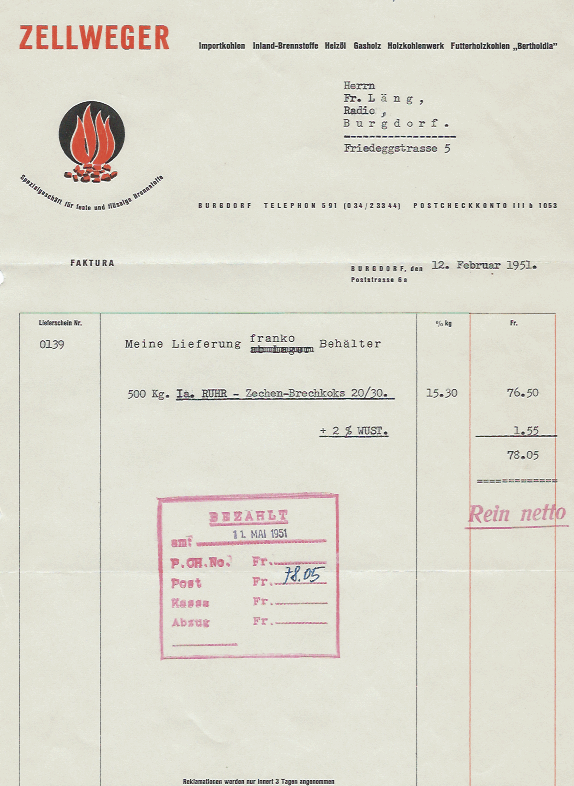 ZELLWEGER
Importkohlen Inland-Brennstoffe Heizöl Gasholz Holzkohlenwerk Futterholzkohlen „Bertholdia"
Herrn
Fr. Läng,
Radio,
Burgdorf.
Friedeggstrasse 5
Spezialgeschäft für feste und flüssige Brennstoffe
BURGDORF TELEPHON 591 (034/23344) POSTCHECKKONTO III b 1053
FAKTURA
BURGDORF, den 12. Februar 1951.
Poststrasse 6a
Lieferschein Nr. %kg Fr.
franko
0139 Meine Lieferung ab Lager Behälter
500 Kg. Ia. RUHR - Zechen-Brechkoks 20/30. 15.30 76.50
+ 2 % WUST. 1.55
78.05
Rein netto
BEZAHLT
amt 11. MAI 1951
P.CH.No. Fr.
Post Fr. 78.05
Kassa Fr.
Abzug Fr.
Reklamationen werden nur innert 3 Tagen angenommen